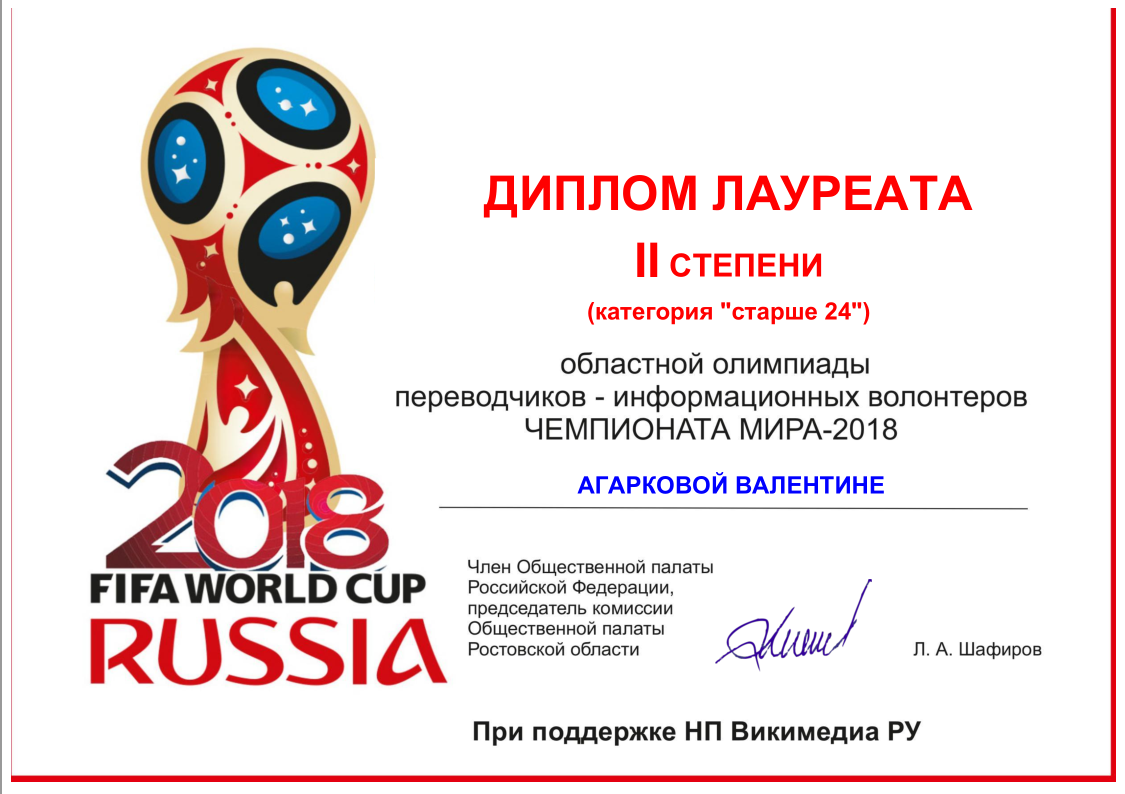 ДИПЛОМ ЛАУРЕАТА
II СТЕПЕНИ
(категория "старше 24")
областной олимпиады
переводчиков - информационных волонтеров
ЧЕМПИОНАТА МИРА-2018
АГАРКОВОЙ ВАЛЕНТИНЕ
2018
FIFA WORLD CUP
RUSSIA
Член Общественной палаты
Российской Федерации,
председатель комиссии
Общественной палаты
Ростовской области
Л. А. Шафиров
При поддержке НП Викимедиа РУ